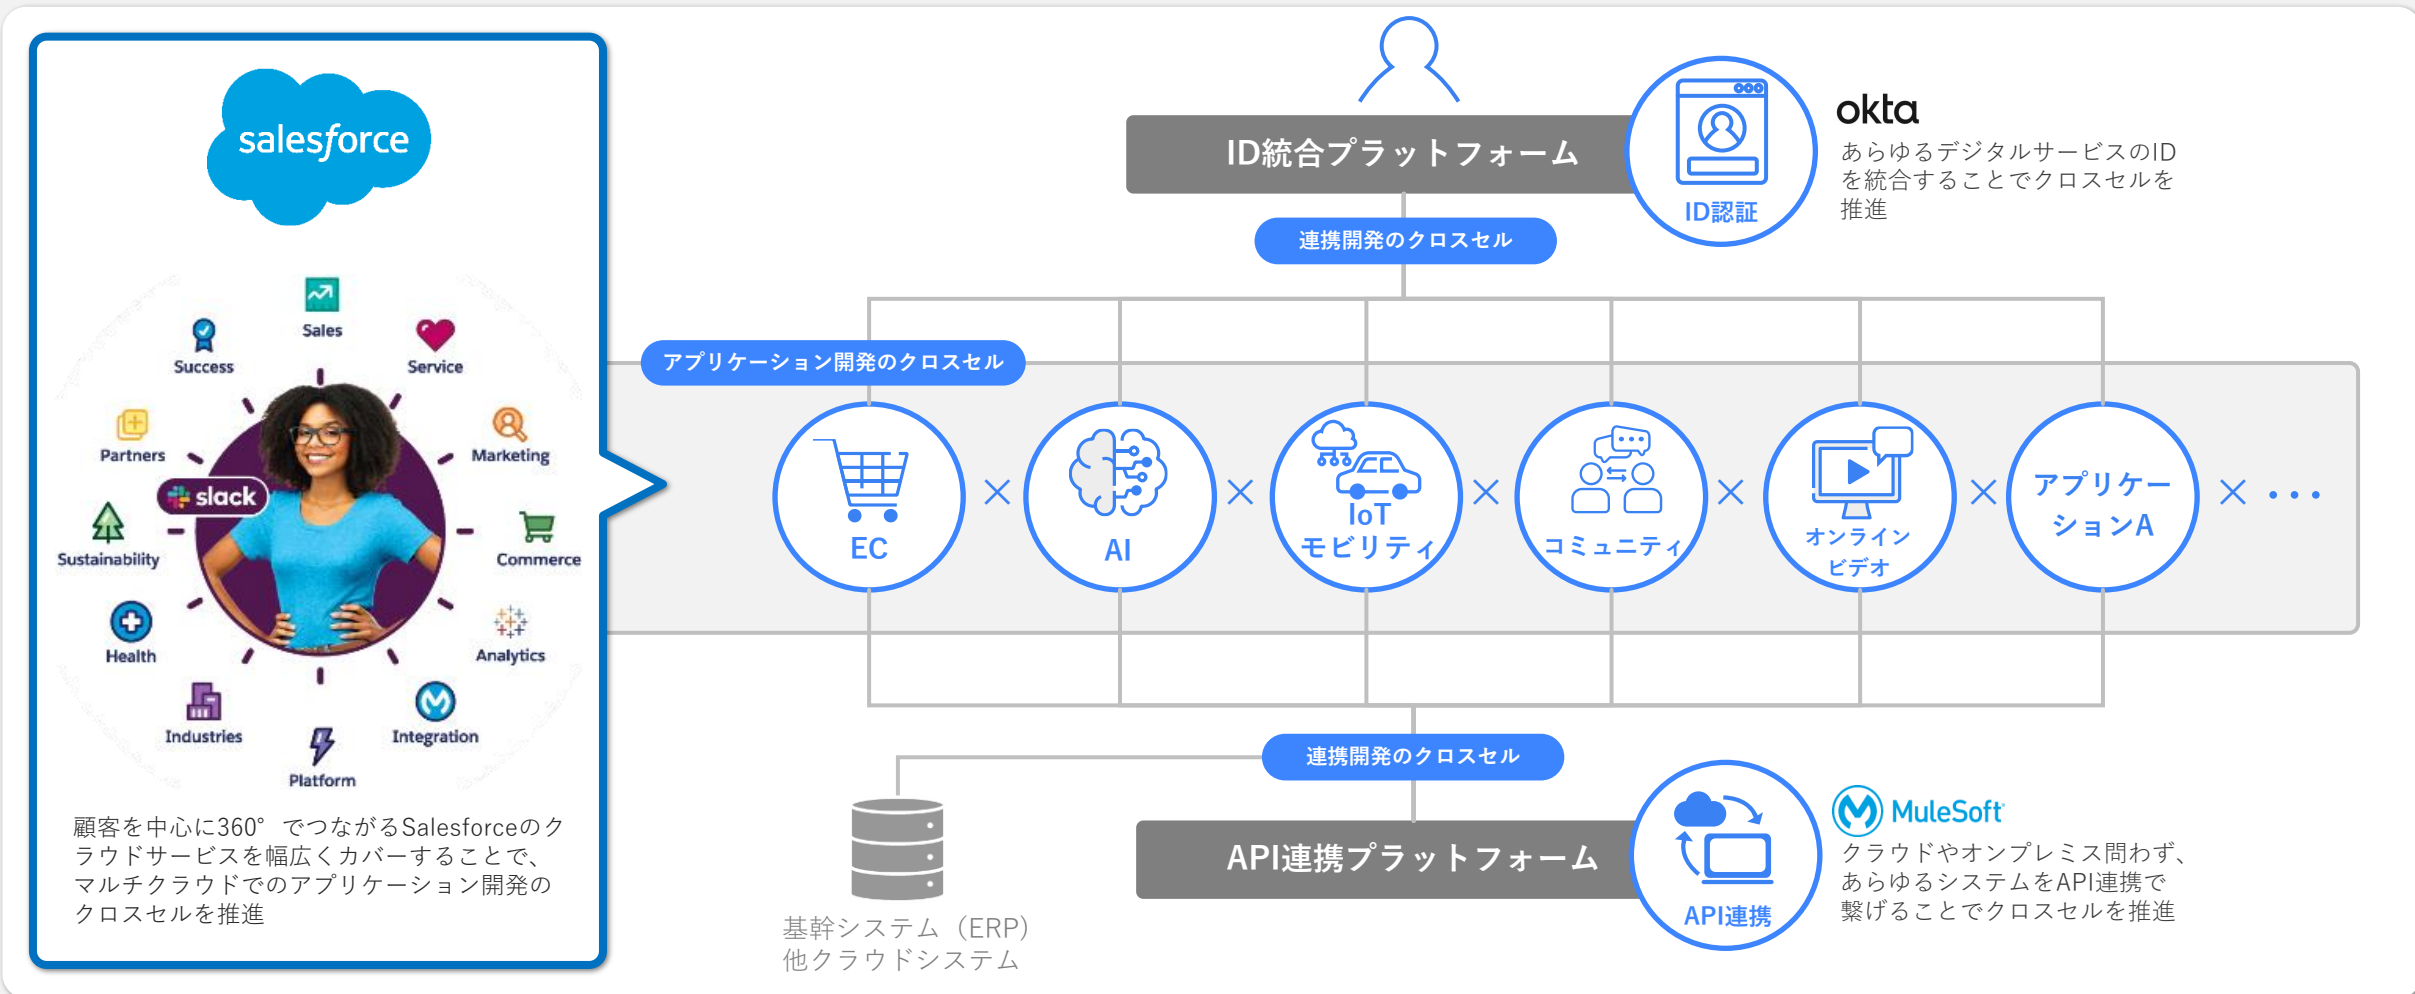 salesforce
Sales
Success
Service
Partners
Marketing
slack
Sustainability
Commerce
Health
Analytics
Industries
Integration
Platform
顧客を中心に360°でつながるSalesforceのク
ラウドサービスを幅広くカバーすることで、
マルチクラウドでのアプリケーション開発の
クロスセルを推進
ID統合プラットフォーム
ID認証
okta
あらゆるデジタルサービスのID
を統合することでクロスセルを
推進
連携開発のクロスセル
アプリケーション開発のクロスセル
EC
×
AI
×
IoT
モビリティ
×
コミュニティ
×
オンライン
ビデオ
×
アプリケー
ションA
× ・・・
連携開発のクロスセル
基幹システム（ERP）
他クラウドシステム
API連携プラットフォーム
API連携
MuleSoft
クラウドやオンプレミス問わず、
あらゆるシステムをAPI連携で
繋げることでクロスセルを推進